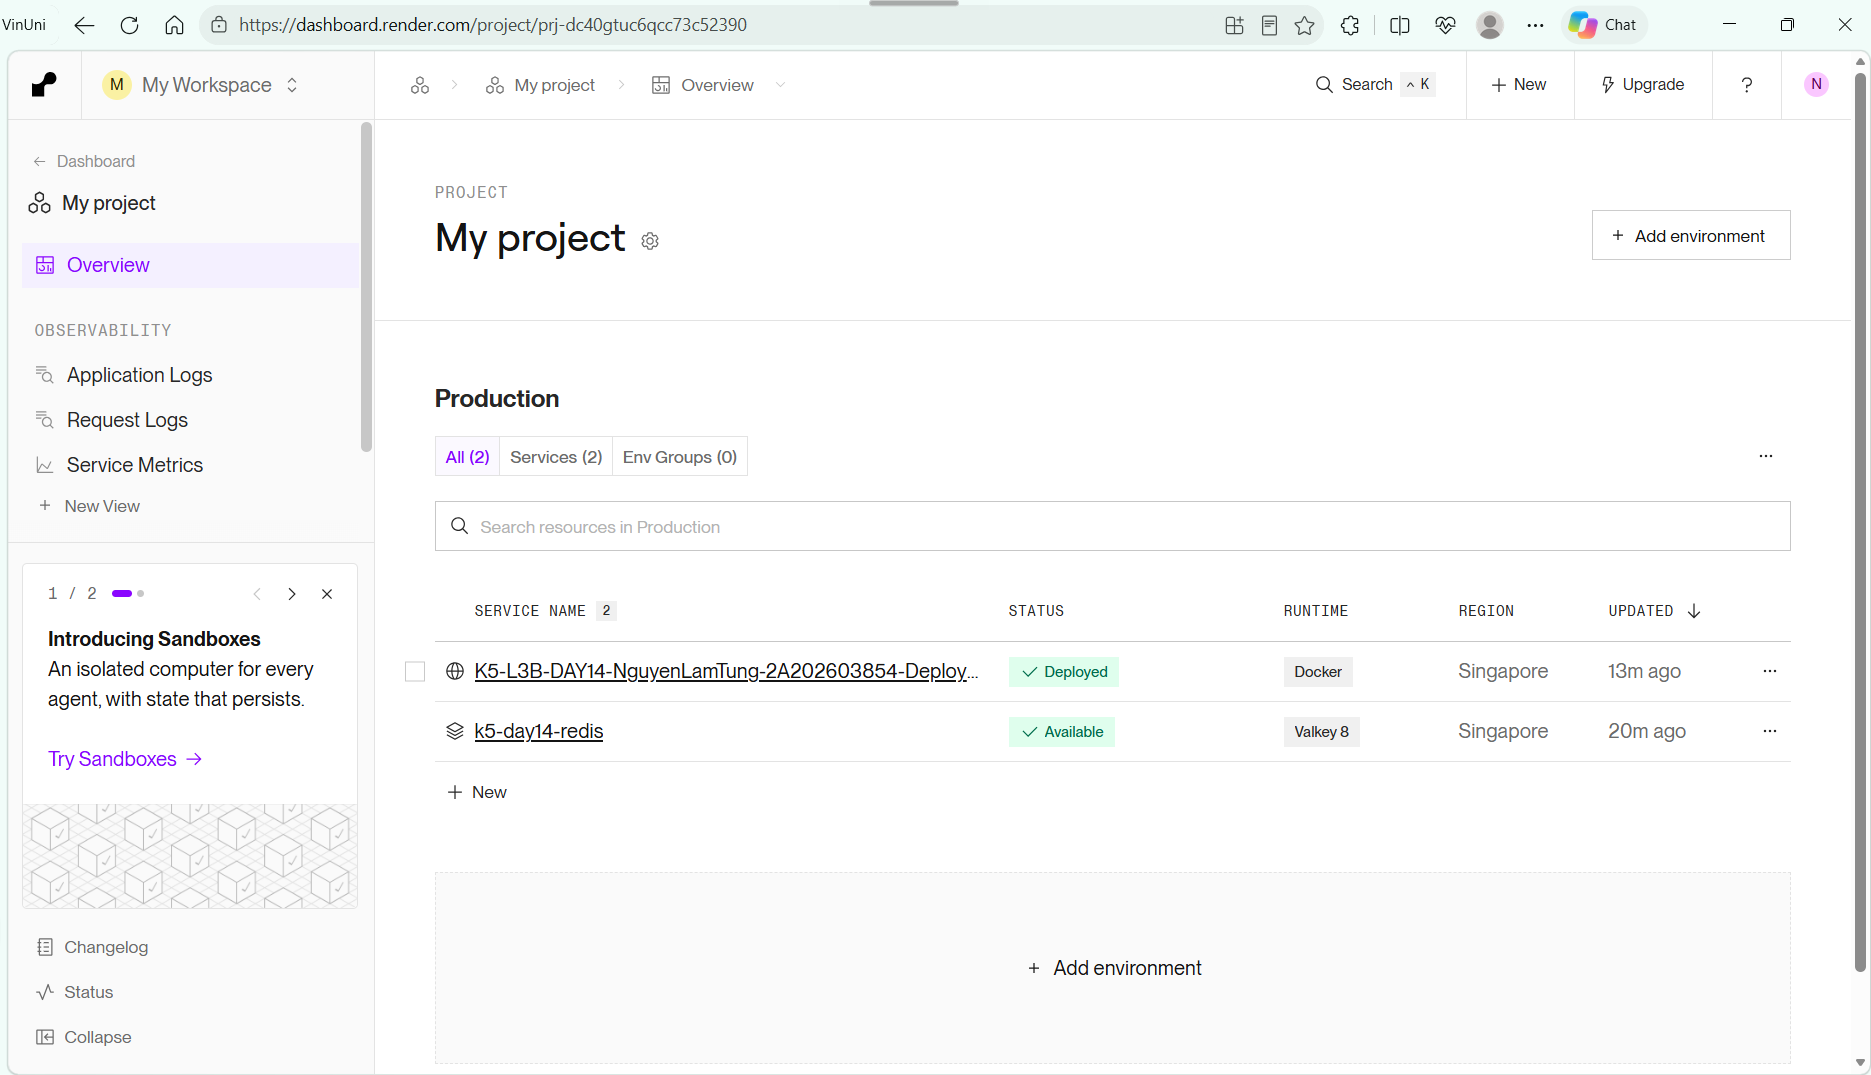 VinUni
https://dashboard.render.com/project/prj-dc40gtuc6qcc73c52390
Chat
M My Workspace
My project
Overview
Search ^ K
+ New
Upgrade
?
N
← Dashboard
My project
Overview
OBSERVABILITY
Application Logs
Request Logs
Service Metrics
+ New View
1 / 2
Introducing Sandboxes
An isolated computer for every
agent, with state that persists.
Try Sandboxes →
Changelog
Status
Collapse
PROJECT
My project
+ Add environment
Production
All (2) Services (2) Env Groups (0)
Search resources in Production
SERVICE NAME 2 STATUS RUNTIME REGION UPDATED ↓
K5-L3B-DAY14-NguyenLamTung-2A202603854-Deploy... Deployed Docker Singapore 13m ago
k5-day14-redis Available Valkey 8 Singapore 20m ago
+ New
+ Add environment